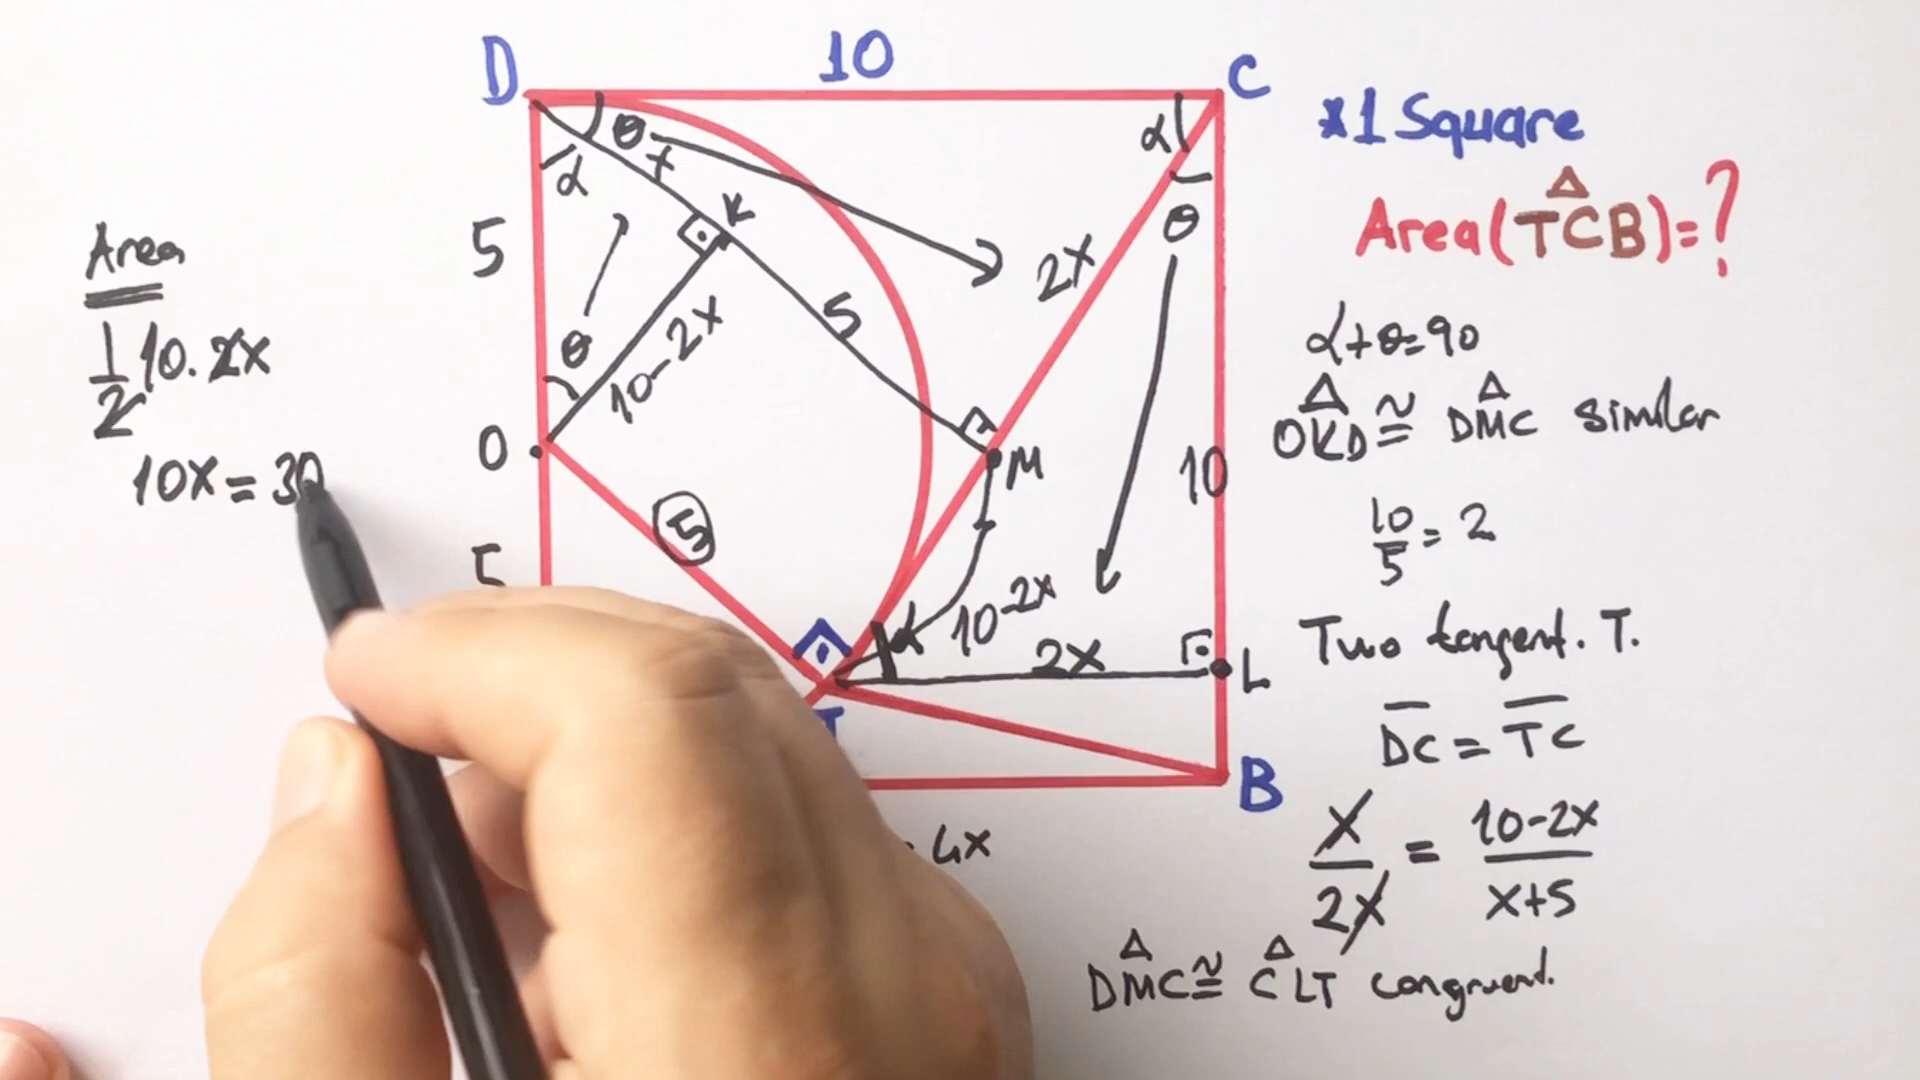 Area
1/2 10. 2x
10x = 30
D
10
C
θ
x
α
α
K
θ
5
2x
5
θ
10-2x
O
M
10
5
5
α
10-2x
2x
L
T
B
4x
*1 Square
Area(TCB)=?
α+θ=90
OKD ≅ DMC similar
10/5 = 2
Two tangent. T.
DC = TC
x/2x = 10-2x/x+5
DMC ≅ CLT congruent.